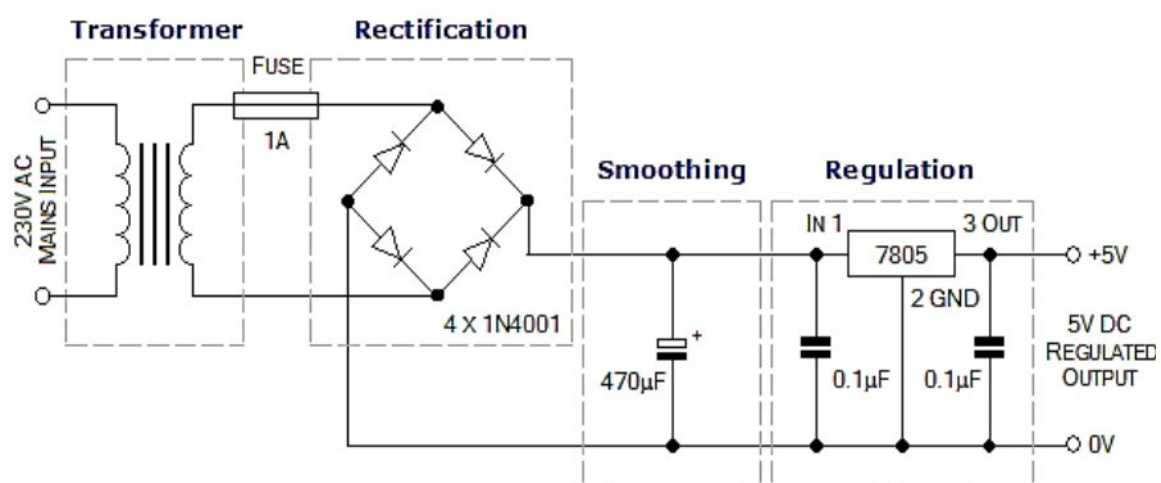 Transformer
Rectification
FUSE
1A
230V AC
MAINS INPUT
4 X 1N4001
Smoothing
Regulation
IN 1
7805
3 OUT
2 GND
+
470µF
0.1µF
0.1µF
+5V
5V DC
REGULATED
OUTPUT
0V